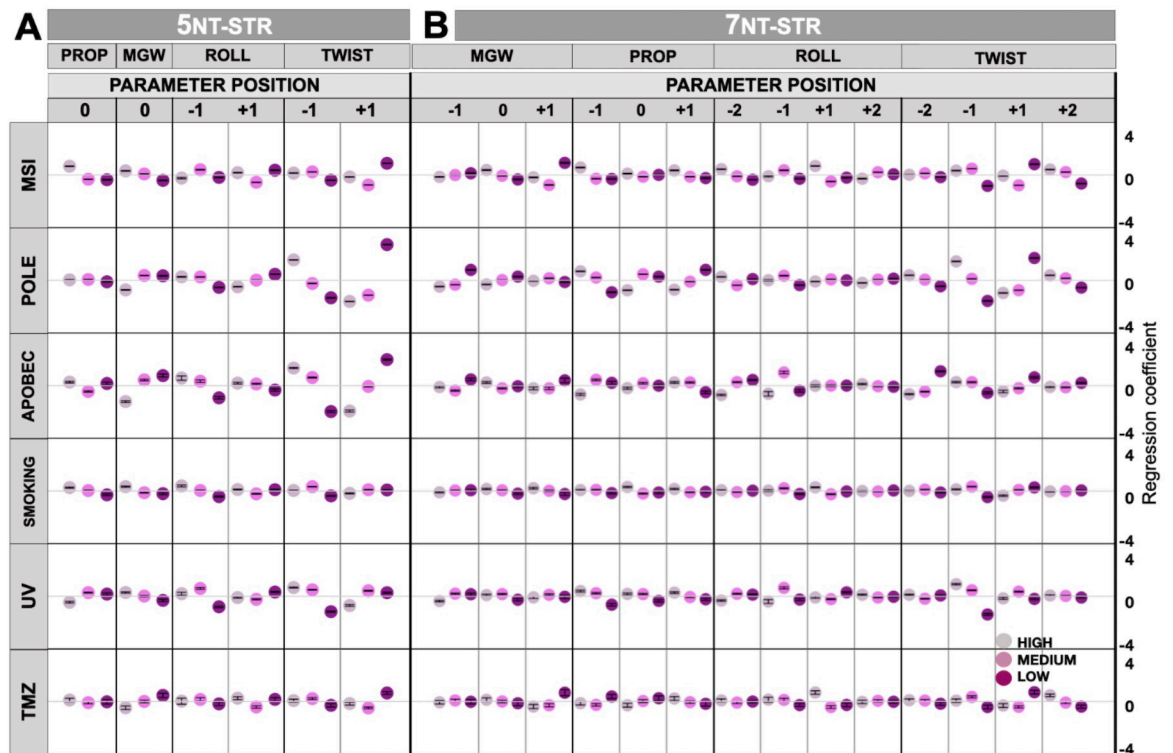 A 5NT-STR B 7NT-STR
PROP MGW ROLL TWIST MGW PROP ROLL TWIST
PARAMETER POSITION PARAMETER POSITION
0 0 -1 +1 -1 +1 -1 0 +1 -1 0 +1 -2 -1 +1 +2 -2 -1 +1 +2
MSI 4 0 -4
POLE 4 0 -4
APOBEC 4 0 -4
SMOKING 4 0 -4
UV 4 0 -4
TMZ 4 0 -4
Regression coefficient
HIGH
MEDIUM
LOW